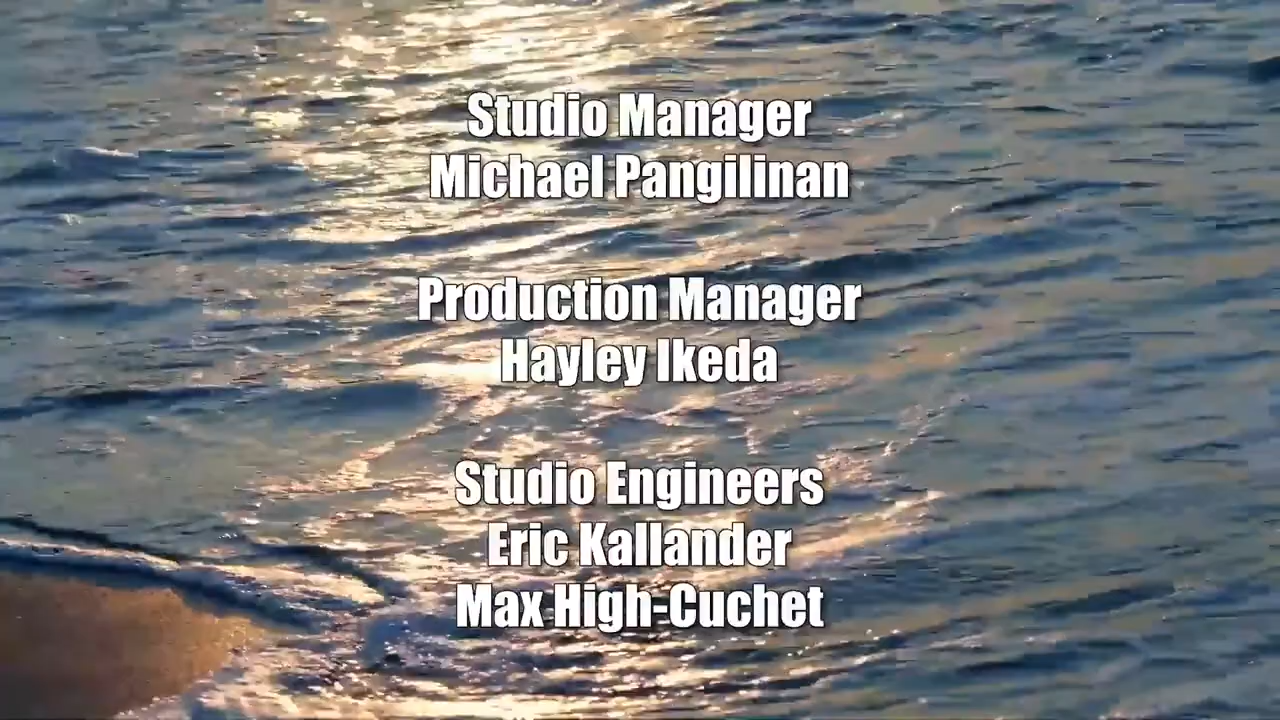 Studio Manager
Michael Pangilinan
Production Manager
Hayley Ikeda
Studio Engineers
Eric Kallander
Max High-Cuchet